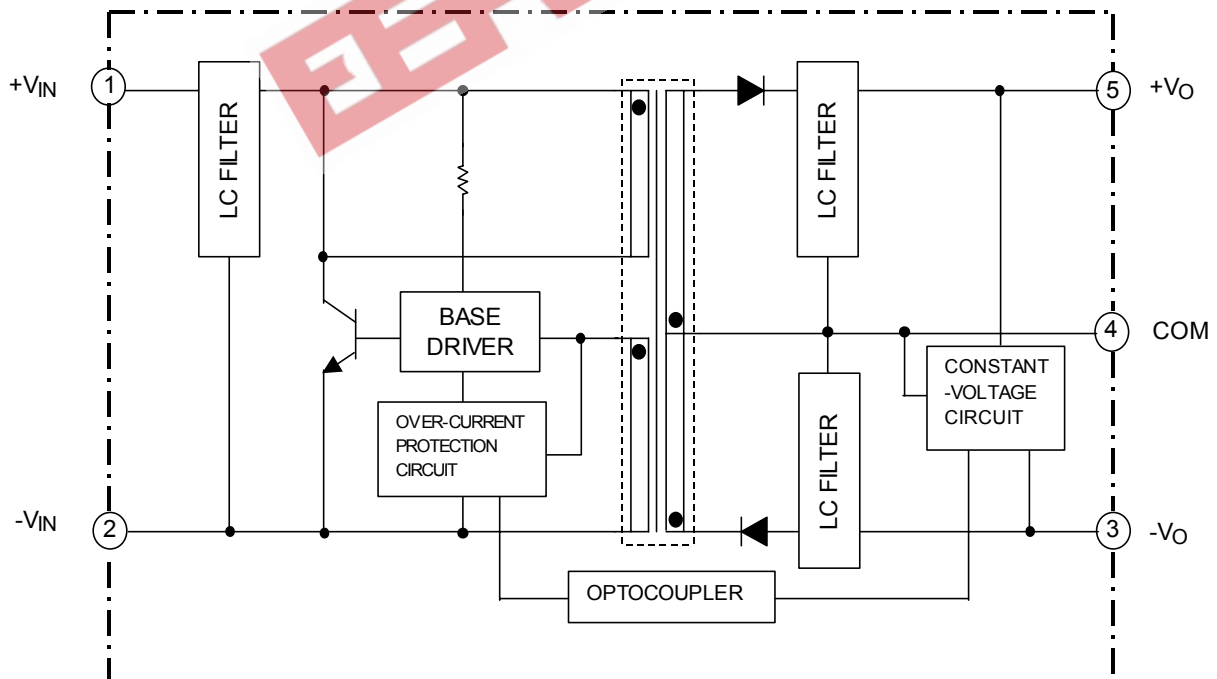 +VIN
1
LC FILTER
LC FILTER
5
+VO
BASE
DRIVER
4
COM
CONSTANT
-VOLTAGE
CIRCUIT
OVER-CURRENT
PROTECTION
CIRCUIT
LC FILTER
-VIN
2
3
-VO
OPTOCOUPLER